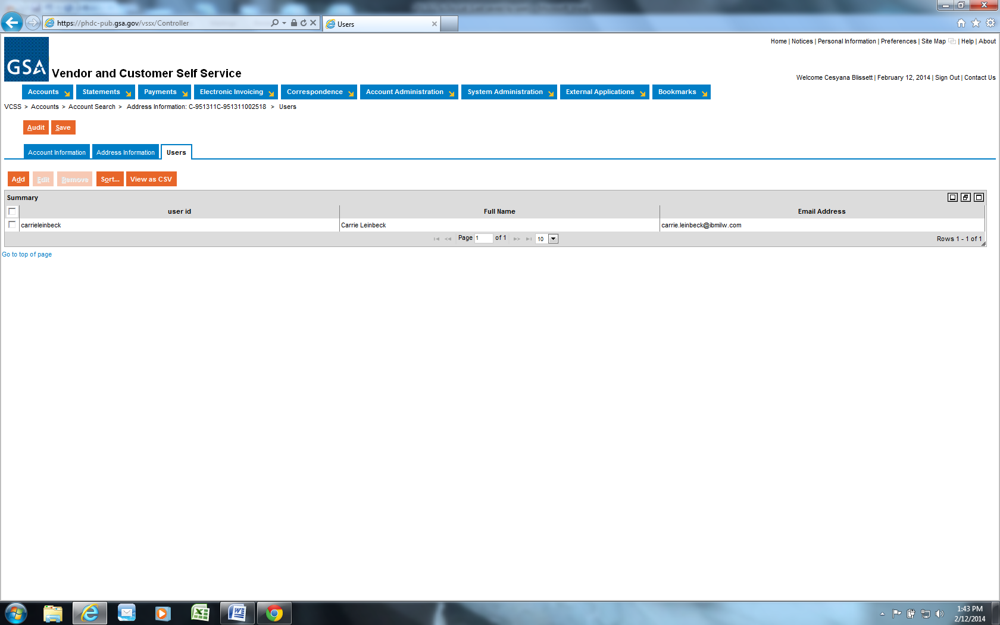 https://phdc-pub.gsa.gov/vssx/Controller
Users
Home | Notices | Personal Information | Preferences | Site Map | Help | About
GSA
Vendor and Customer Self Service
Welcome Cesyana Blissett | February 12, 2014 | Sign Out | Contact Us
Accounts Statements Payments Electronic Invoicing Correspondence Account Administration System Administration External Applications Bookmarks
VCSS > Accounts > Account Search > Address Information: C-951311C-951311002518 > Users
Audit Save
Account Information Address Information Users
Add Edit Remove Sort... View as CSV
Summary
user id Full Name Email Address
carrieleinbeck Carrie Leinbeck carrie.leinbeck@ibmilw.com
Page 1 of 1 10 Rows 1 - 1 of 1
Go to top of page
1:43 PM
2/12/2014